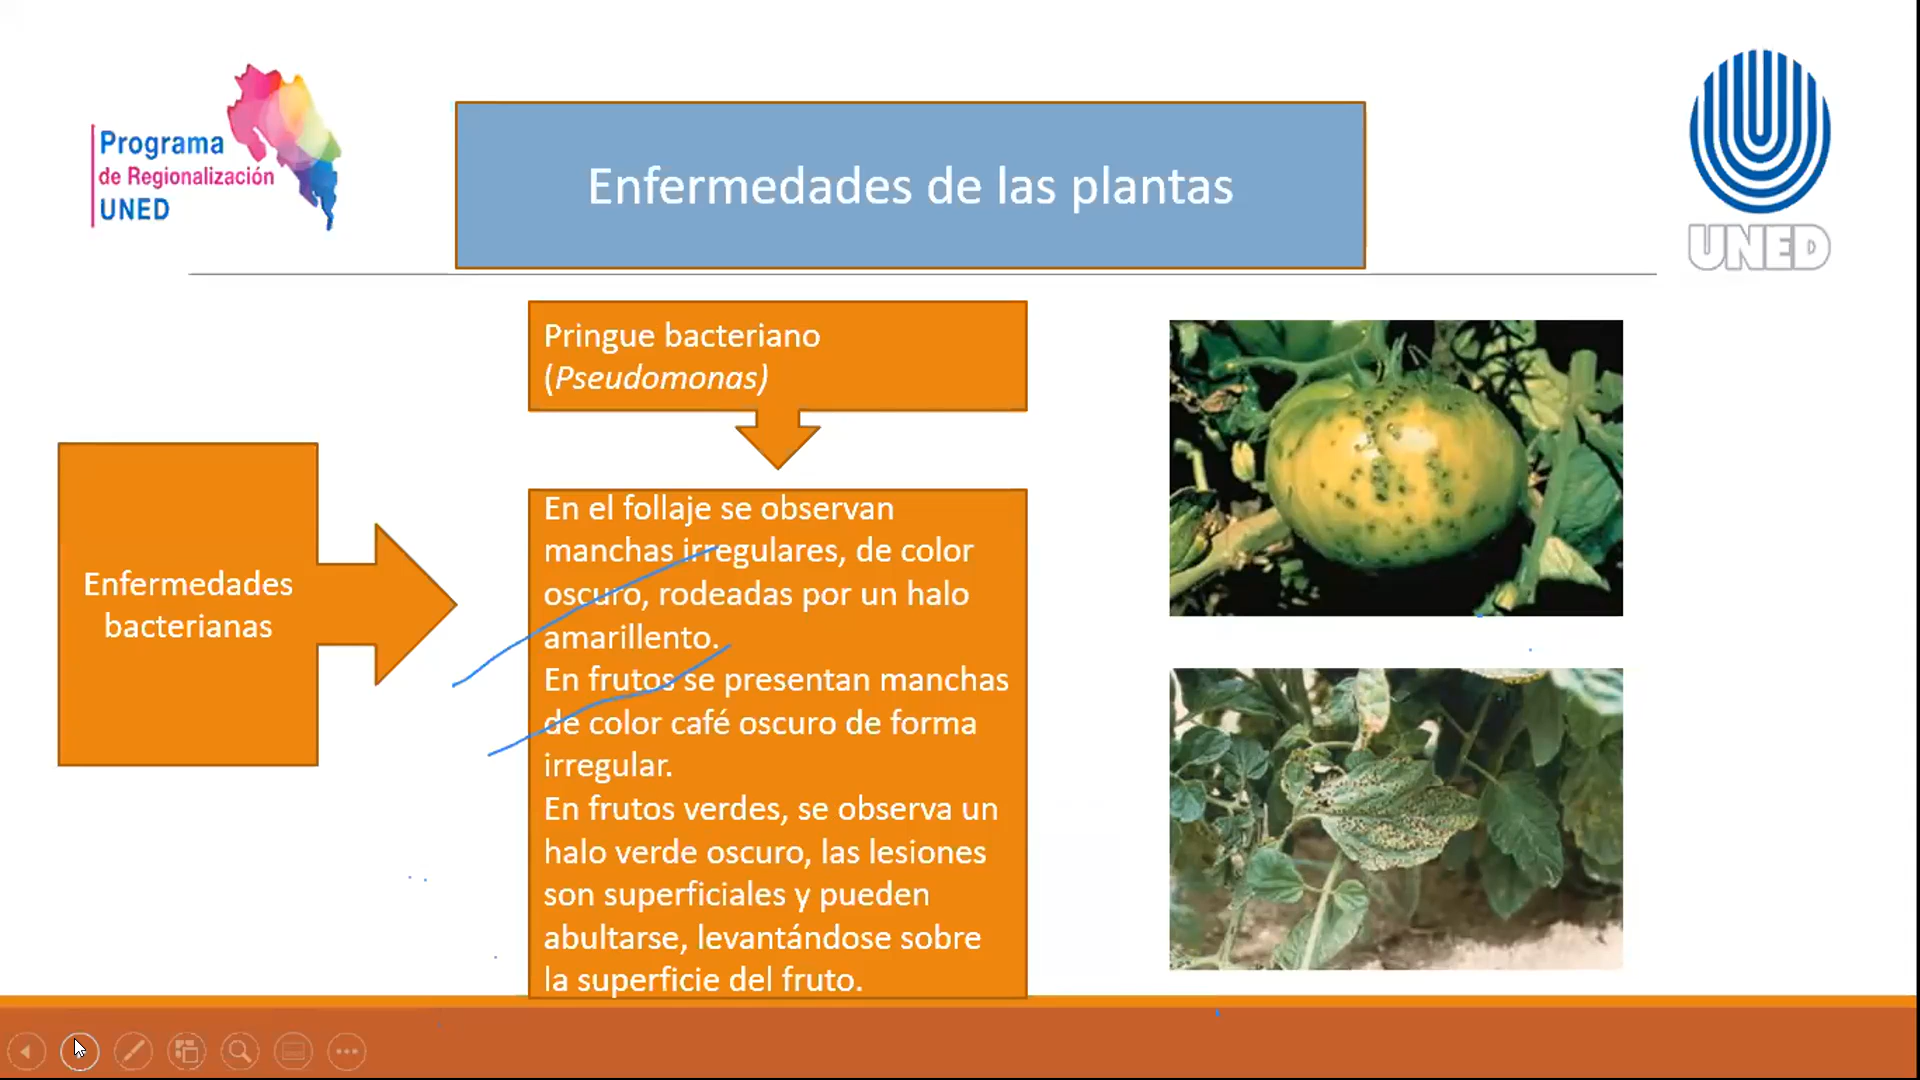 Programa
de Regionalización
UNED
Enfermedades de las plantas
UNED
Pringue bacteriano
(Pseudomonas)
Enfermedades
bacterianas
En el follaje se observan
manchas irregulares, de color
oscuro, rodeadas por un halo
amarillento.
En frutos se presentan manchas
de color café oscuro de forma
irregular.
En frutos verdes, se observa un
halo verde oscuro, las lesiones
son superficiales y pueden
abultarse, levantándose sobre
la superficie del fruto.